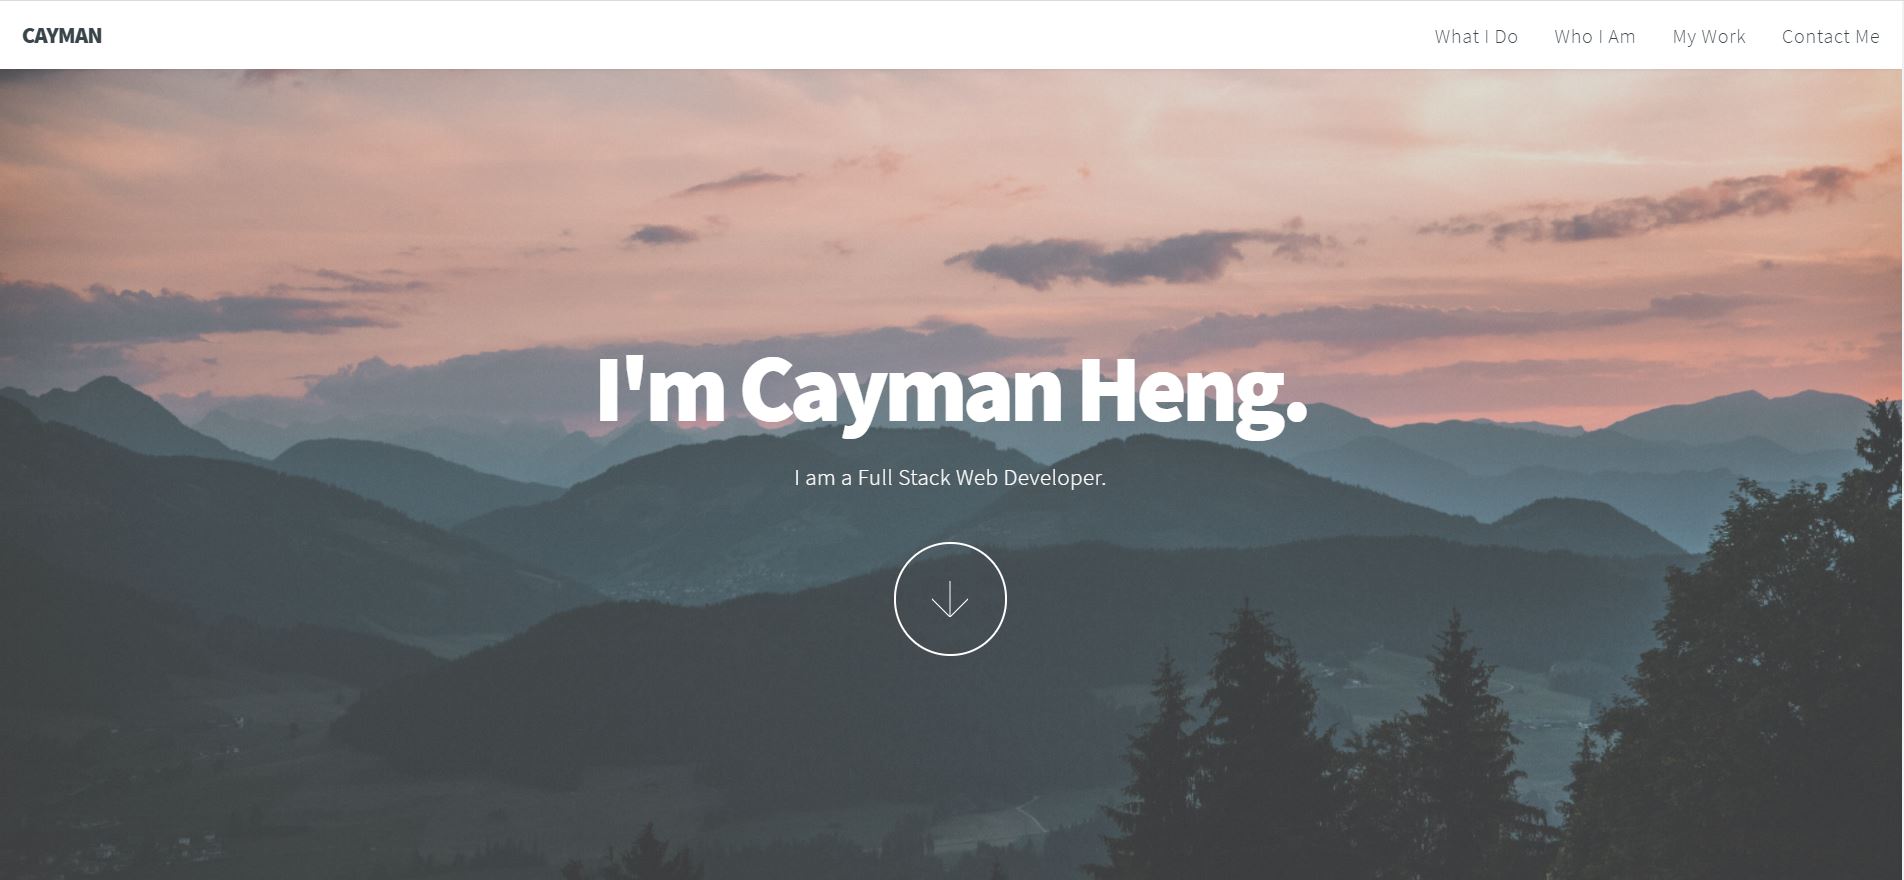 CAYMAN
What I Do
Who I Am
My Work
Contact Me
I'm Cayman Heng.
I am a Full Stack Web Developer.